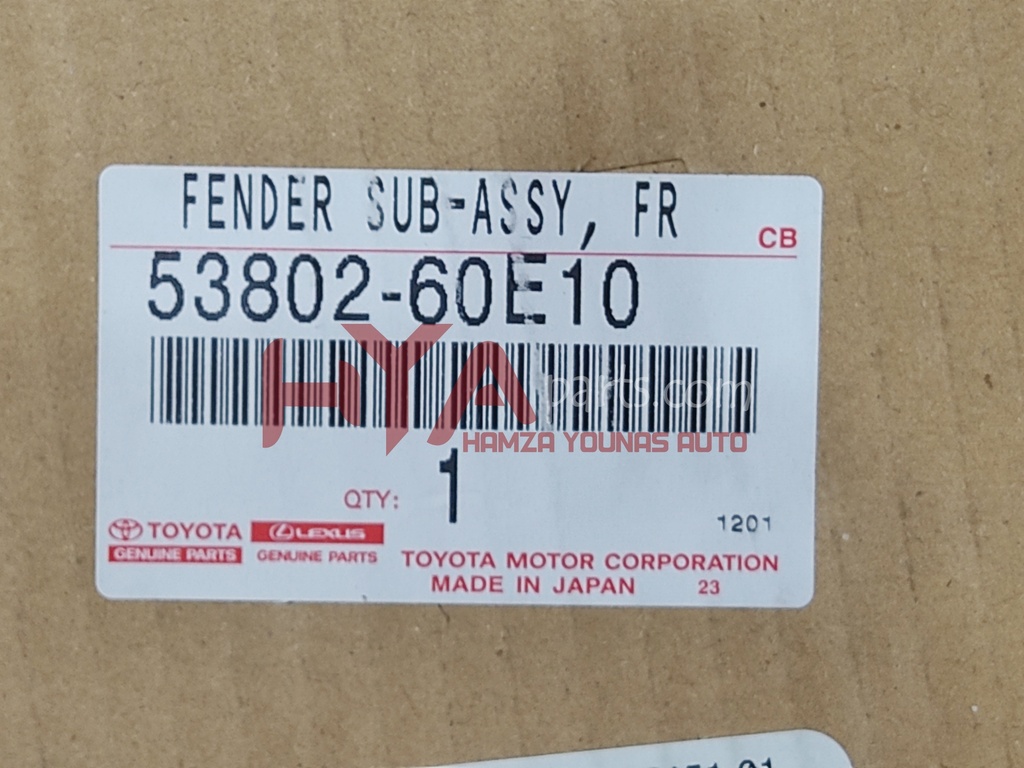 FENDER SUB-ASSY, FR
CB
53802-60E10
HYA parts.com
HAMZA YOUNAS AUTO
QTY: 1
1201
TOYOTA LEXUS
GENUINE PARTS GENUINE PARTS
TOYOTA MOTOR CORPORATION
MADE IN JAPAN 23